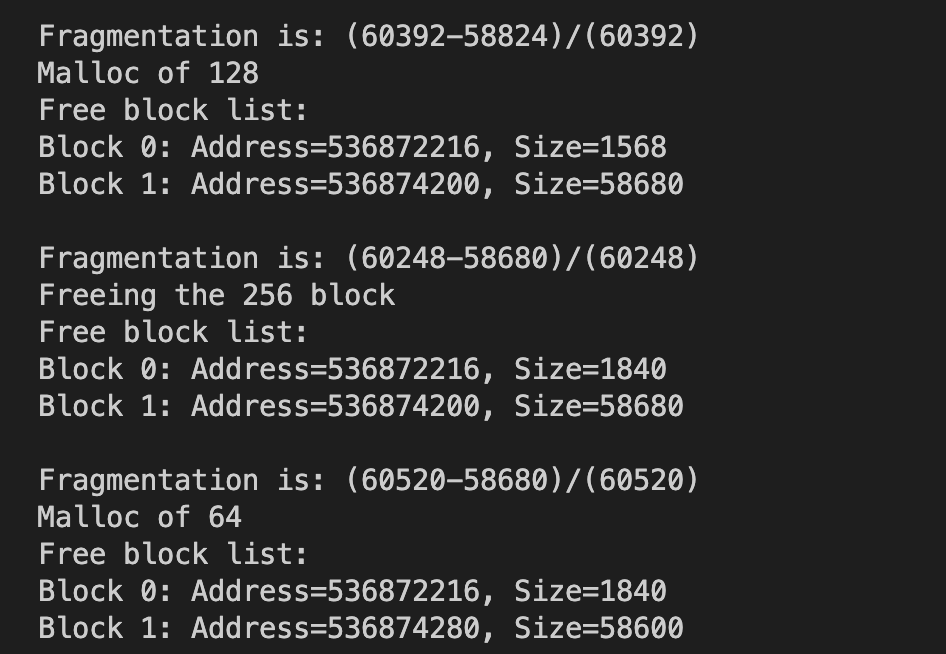 Fragmentation is: (60392-58824)/(60392)
Malloc of 128
Free block list:
Block 0: Address=536872216, Size=1568
Block 1: Address=536874200, Size=58680
Fragmentation is: (60248-58680)/(60248)
Freeing the 256 block
Free block list:
Block 0: Address=536872216, Size=1840
Block 1: Address=536874200, Size=58680
Fragmentation is: (60520-58680)/(60520)
Malloc of 64
Free block list:
Block 0: Address=536872216, Size=1840
Block 1: Address=536874280, Size=58600